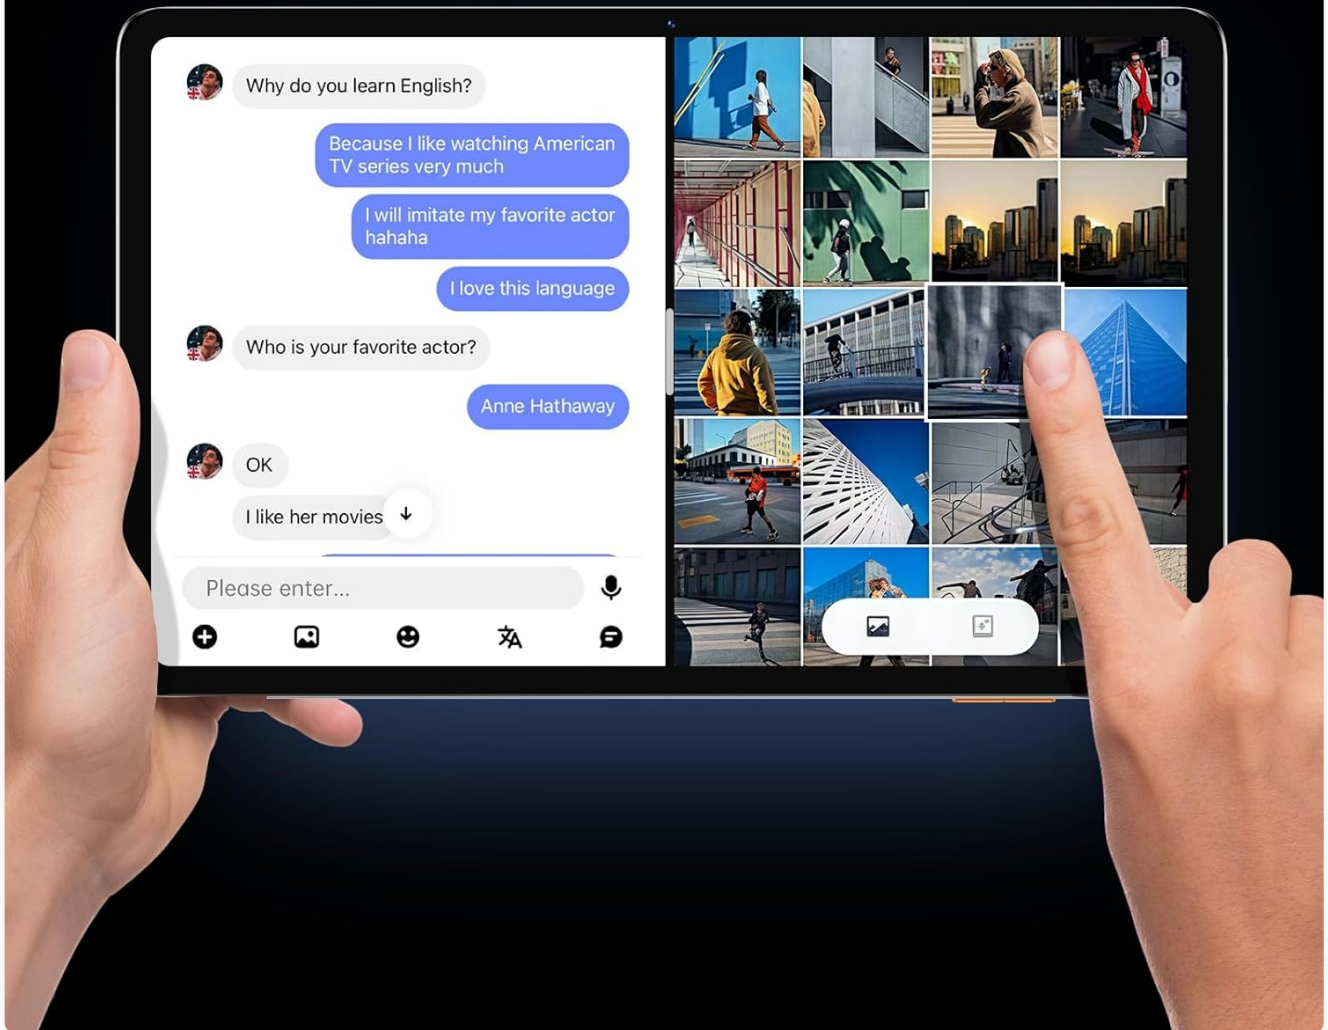 Why do you learn English?
Because I like watching American
TV series very much
I will imitate my favorite actor
hahaha
I love this language
Who is your favorite actor?
Anne Hathaway
OK
I like her movies
Please enter...